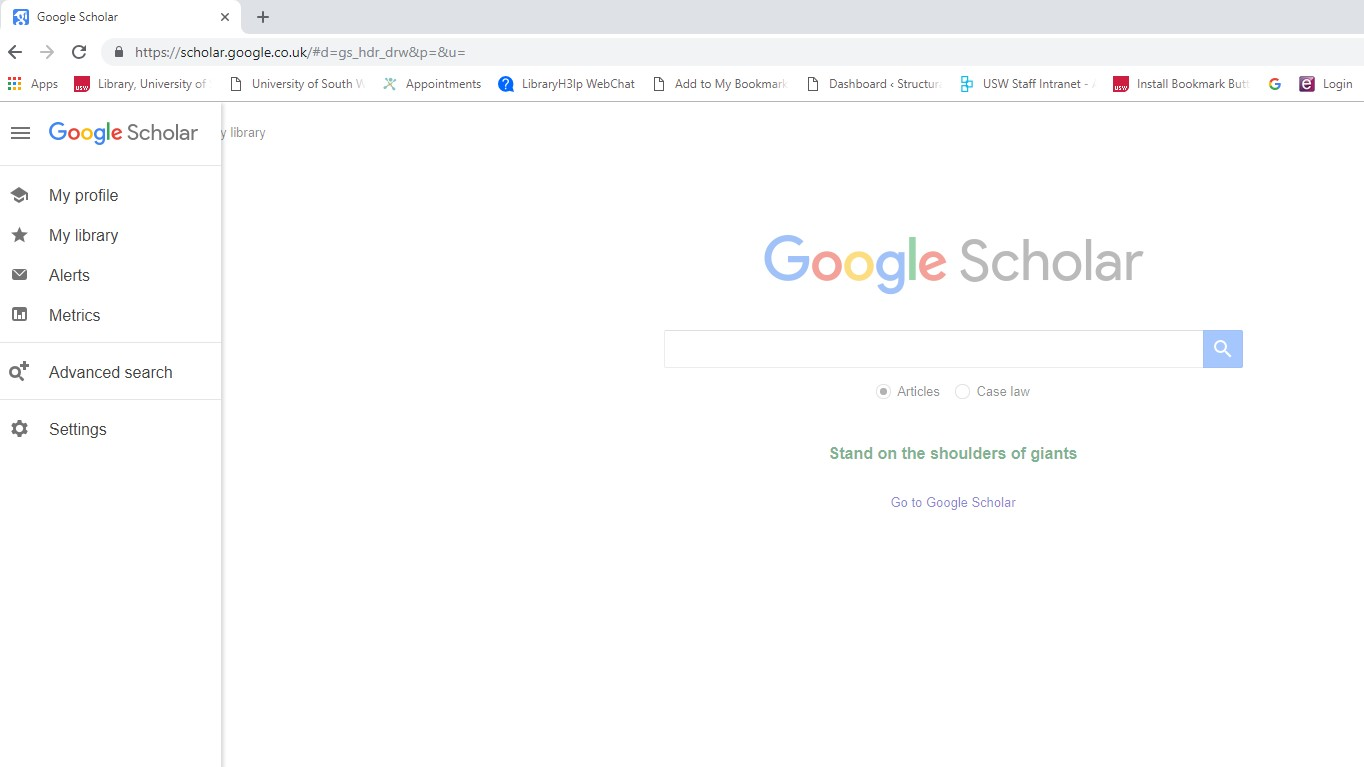 Google Scholar
https://scholar.google.co.uk/#d=gs_hdr_drw&p=&u=
Apps USW Library, University of University of South W Appointments ? LibraryH3lp WebChat Add to My Bookmark Dashboard ‹ Structur USW Staff Intranet - USW Install Bookmark Butt G e Login
Google Scholar y library
My profile
My library
Alerts
Metrics
Advanced search
Settings
Google Scholar
Articles Case law
Stand on the shoulders of giants
Go to Google Scholar